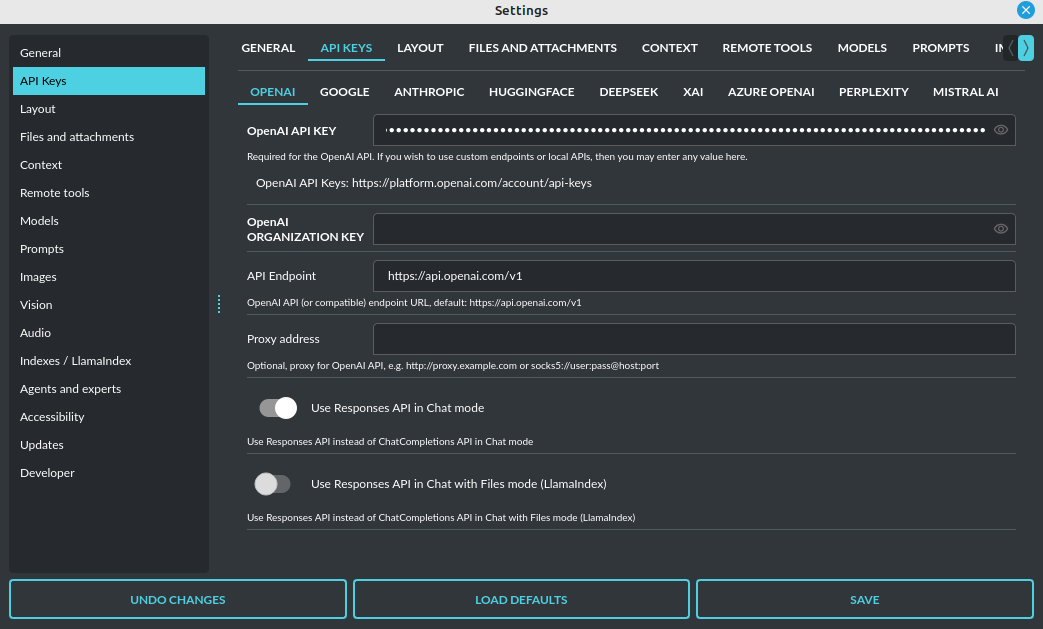 Settings
General
API Keys
Layout
Files and attachments
Context
Remote tools
Models
Prompts
Images
Vision
Audio
Indexes / LlamaIndex
Agents and experts
Accessibility
Updates
Developer
GENERAL API KEYS LAYOUT FILES AND ATTACHMENTS CONTEXT REMOTE TOOLS MODELS PROMPTS
OPENAI GOOGLE ANTHROPIC HUGGINGFACE DEEPSEEK XAI AZURE OPENAI PERPLEXITY MISTRAL AI
OpenAI API KEY
Required for the OpenAI API. If you wish to use custom endpoints or local APIs, then you may enter any value here.
OpenAI API Keys: https://platform.openai.com/account/api-keys
OpenAI
ORGANIZATION KEY
API Endpoint https://api.openai.com/v1
OpenAI API (or compatible) endpoint URL, default: https://api.openai.com/v1
Proxy address
Optional, proxy for OpenAI API, e.g. http://proxy.example.com or socks5://user:pass@host:port
Use Responses API in Chat mode
Use Responses API instead of ChatCompletions API in Chat mode
Use Responses API in Chat with Files mode (LlamaIndex)
Use Responses API instead of ChatCompletions API in Chat with Files mode (LlamaIndex)
UNDO CHANGES LOAD DEFAULTS SAVE